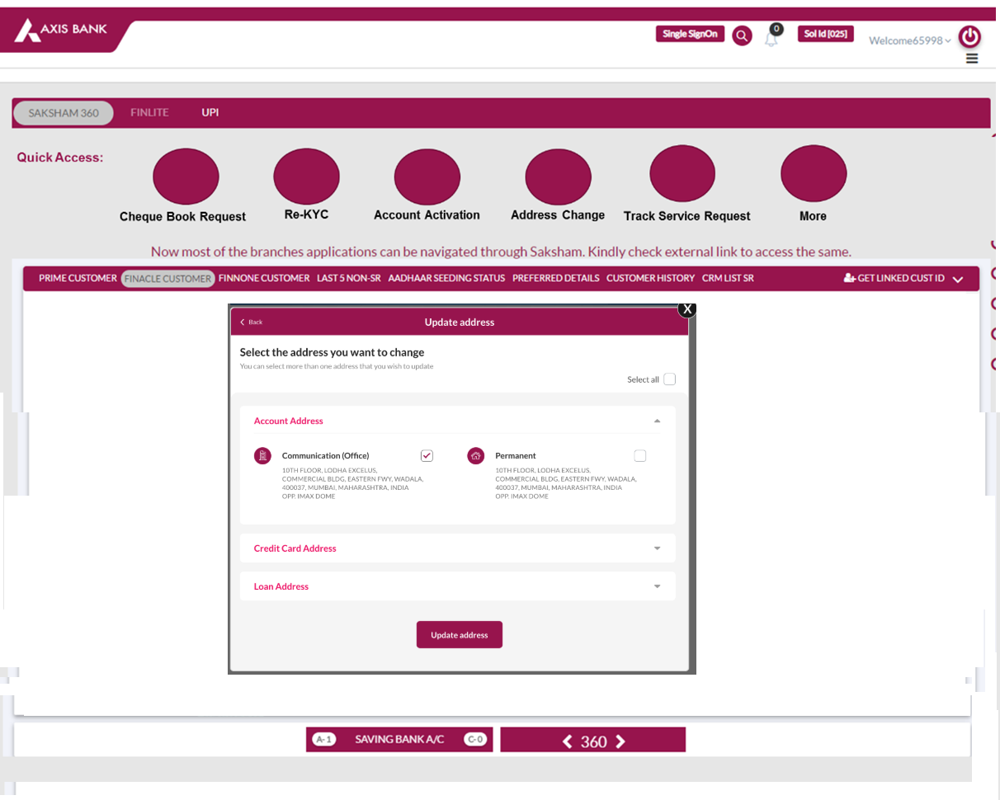 AXIS BANK
Single SignOn
0
Sol Id [025]
Welcome65998
SAKSHAM 360 FINLITE UPI
Quick Access:
Cheque Book Request Re-KYC Account Activation Address Change Track Service Request More
Now most of the branches applications can be navigated through Saksham. Kindly check external link to access the same.
PRIME CUSTOMER FINACLE CUSTOMER FINNONE CUSTOMER LAST 5 NON-SR AADHAAR SEEDING STATUS PREFERRED DETAILS CUSTOMER HISTORY CRM LIST SR GET LINKED CUST ID
X
Back Update address
Select the address you want to change
You can select more than one address that you wish to update
Select all
Account Address
Communication (Office)
10TH FLOOR, LODHA EXCELUS,
COMMERCIAL BLDG, EASTERN FWY, WADALA,
400037, MUMBAI, MAHARASHTRA, INDIA
OPP. IMAX DOME
Permanent
10TH FLOOR, LODHA EXCELUS,
COMMERCIAL BLDG, EASTERN FWY, WADALA,
400037, MUMBAI, MAHARASHTRA, INDIA
OPP. IMAX DOME
Credit Card Address
Loan Address
Update address
A-1 SAVING BANK A/C C-0 360